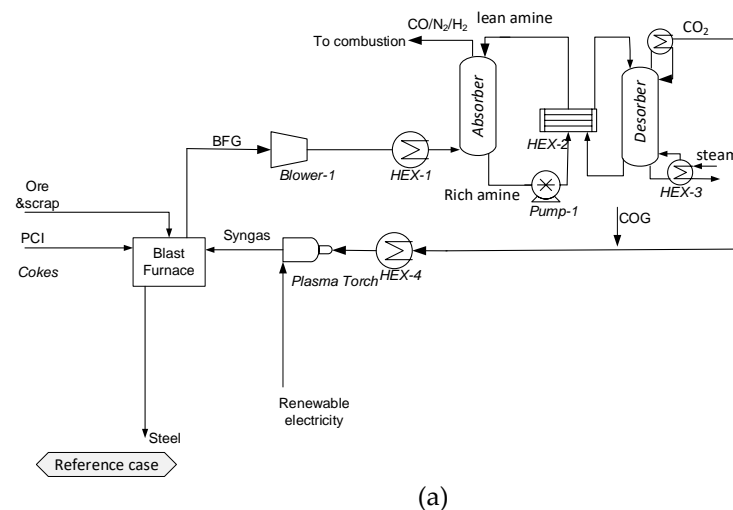 CO/N₂/H₂
To combustion
lean amine
CO₂
Absorber
Desorber
BFG
Blower-1
HEX-1
HEX-2
steam
HEX-3
Rich amine
Pump-1
Ore
&scrap
COG
PCI
Cokes
Blast
Furnace
Syngas
Plasma Torch
HEX-4
Renewable
electricity
Steel
Reference case
(a)